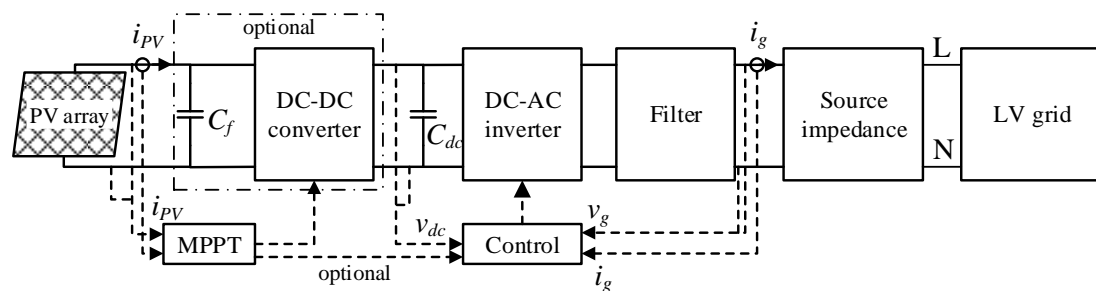 optional
i_PV
i_g
L
PV array
C_f
DC-DC
converter
C_dc
DC-AC
inverter
Filter
Source
impedance
LV grid
N
i_PV
MPPT
v_dc
Control
v_g
optional
i_g